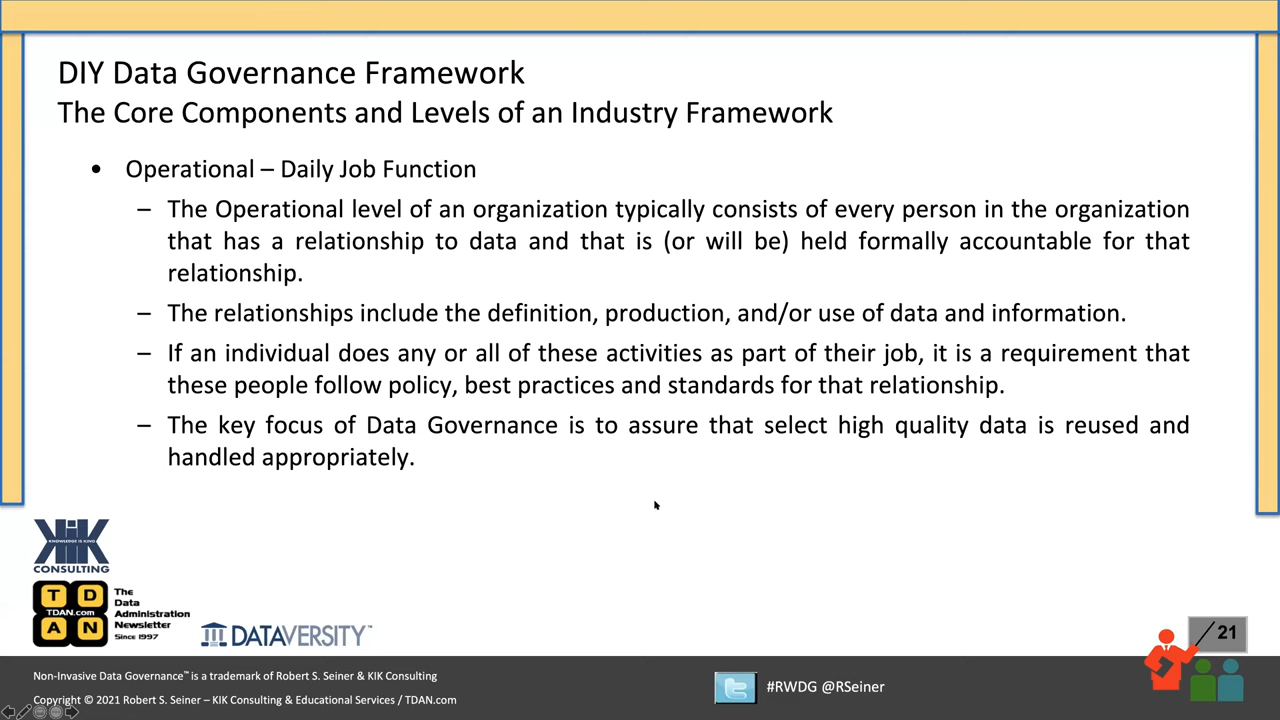 DIY Data Governance Framework
The Core Components and Levels of an Industry Framework
• Operational – Daily Job Function
– The Operational level of an organization typically consists of every person in the organization
that has a relationship to data and that is (or will be) held formally accountable for that
relationship.
– The relationships include the definition, production, and/or use of data and information.
– If an individual does any or all of these activities as part of their job, it is a requirement that
these people follow policy, best practices and standards for that relationship.
– The key focus of Data Governance is to assure that select high quality data is reused and
handled appropriately.
KIK
KNOWLEDGE IS KING
CONSULTING
T D
TDAN.com
A N
The
Data
Administration
Newsletter
Since 1997
DATAVERSITY™
21
Non-Invasive Data Governance™ is a trademark of Robert S. Seiner & KIK Consulting
Copyright © 2021 Robert S. Seiner – KIK Consulting & Educational Services / TDAN.com
#RWDG @RSeiner